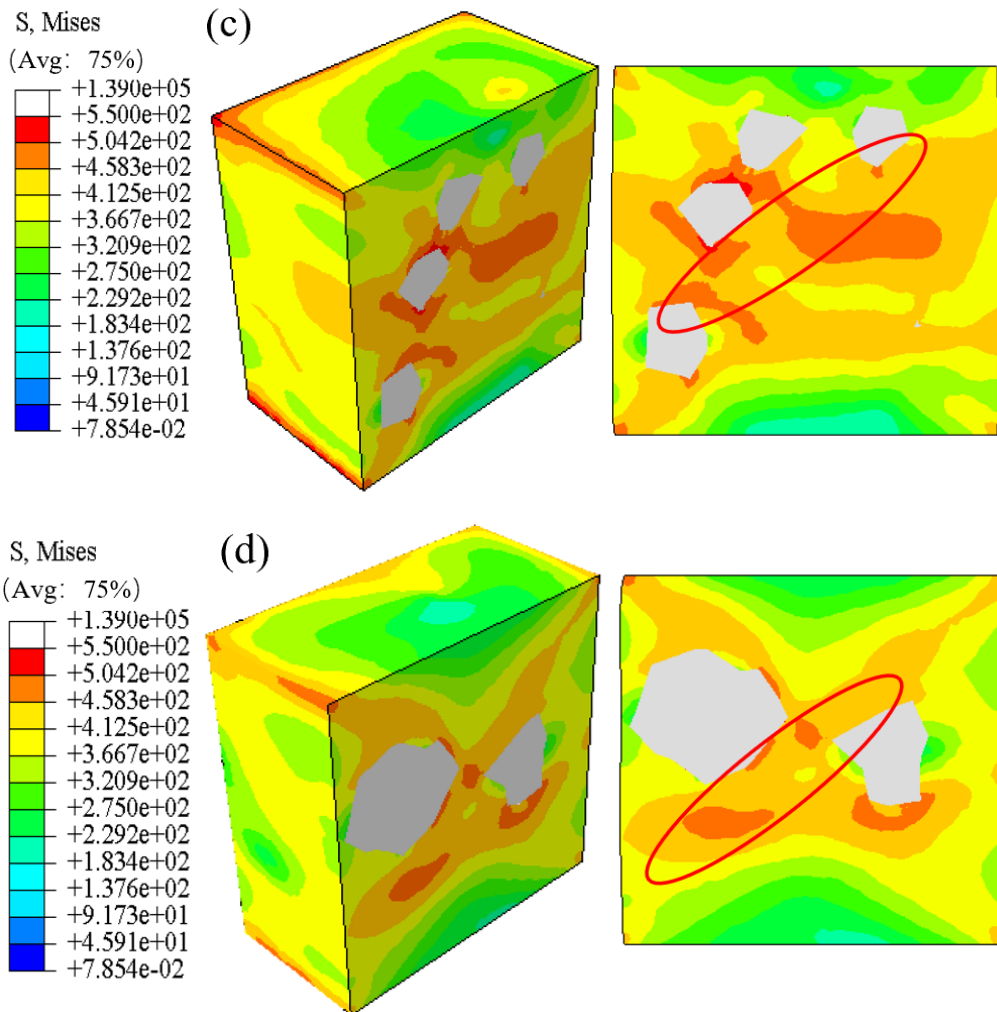 S, Mises
(Avg: 75%)
+1.390e+05
+5.500e+02
+5.042e+02
+4.583e+02
+4.125e+02
+3.667e+02
+3.209e+02
+2.750e+02
+2.292e+02
+1.834e+02
+1.376e+02
+9.173e+01
+4.591e+01
+7.854e-02
(c)
S, Mises
(Avg: 75%)
+1.390e+05
+5.500e+02
+5.042e+02
+4.583e+02
+4.125e+02
+3.667e+02
+3.209e+02
+2.750e+02
+2.292e+02
+1.834e+02
+1.376e+02
+9.173e+01
+4.591e+01
+7.854e-02
(d)